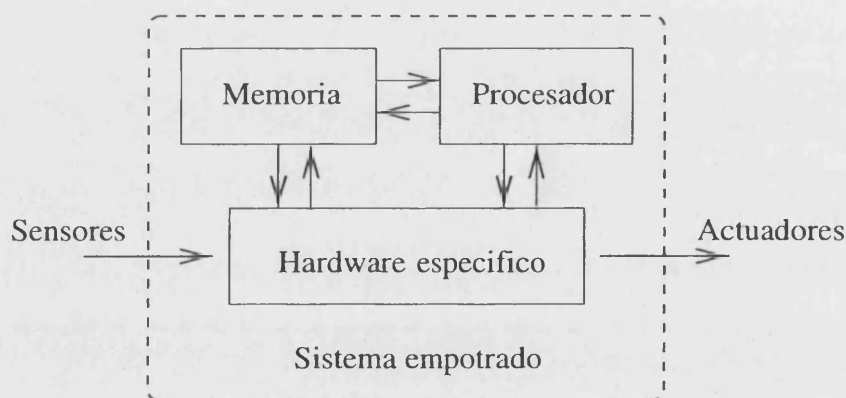 Memoria
Procesador
Sensores
Hardware especifico
Actuadores
Sistema empotrado